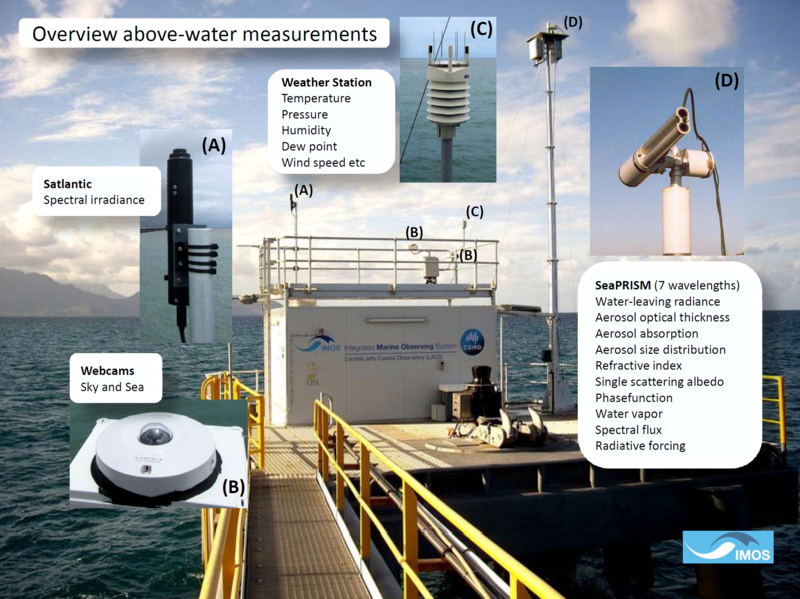 Overview above-water measurements
(C)
(D)
Weather Station
Temperature
Pressure
Humidity
Dew point
Wind speed etc
(D)
(A)
Satlantic
Spectral irradiance
(A)
(C)
(B)
(B)
SeaPRISM (7 wavelengths)
Water-leaving radiance
Aerosol optical thickness
Aerosol absorption
Aerosol size distribution
Refractive index
Single scattering albedo
Phasefunction
Water vapor
Spectral flux
Radiative forcing
IMOS
Integrated Marine Observing System
Lucinda Jetty Coastal Observatory (LJCO)
CSIRO
Webcams
Sky and Sea
(B)
IMOS